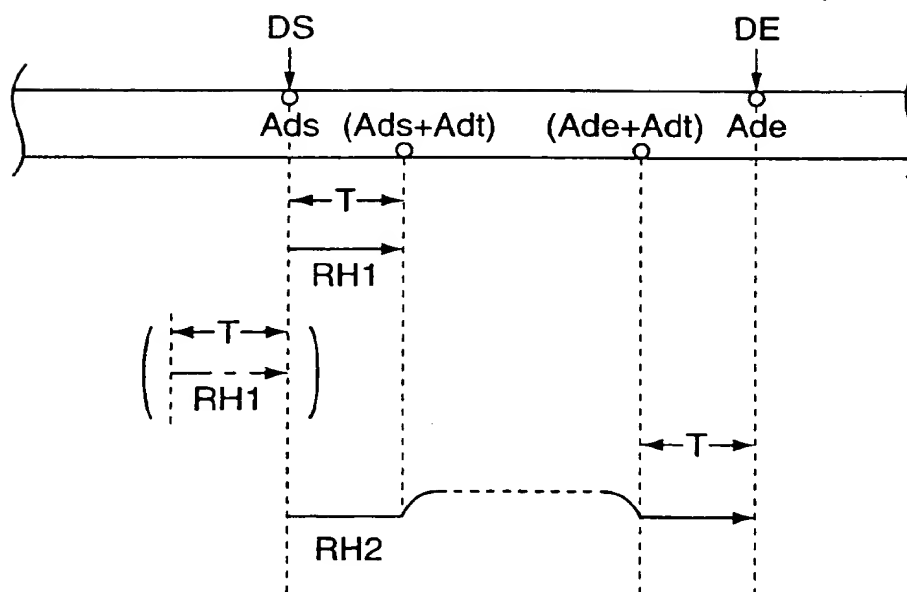 DS DE
Ads (Ads+Adt) (Ade+Adt) Ade
T
RH1
T
RH1
T
RH2